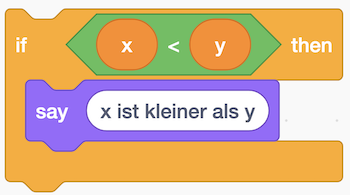 if x < y then
say x ist kleiner als y